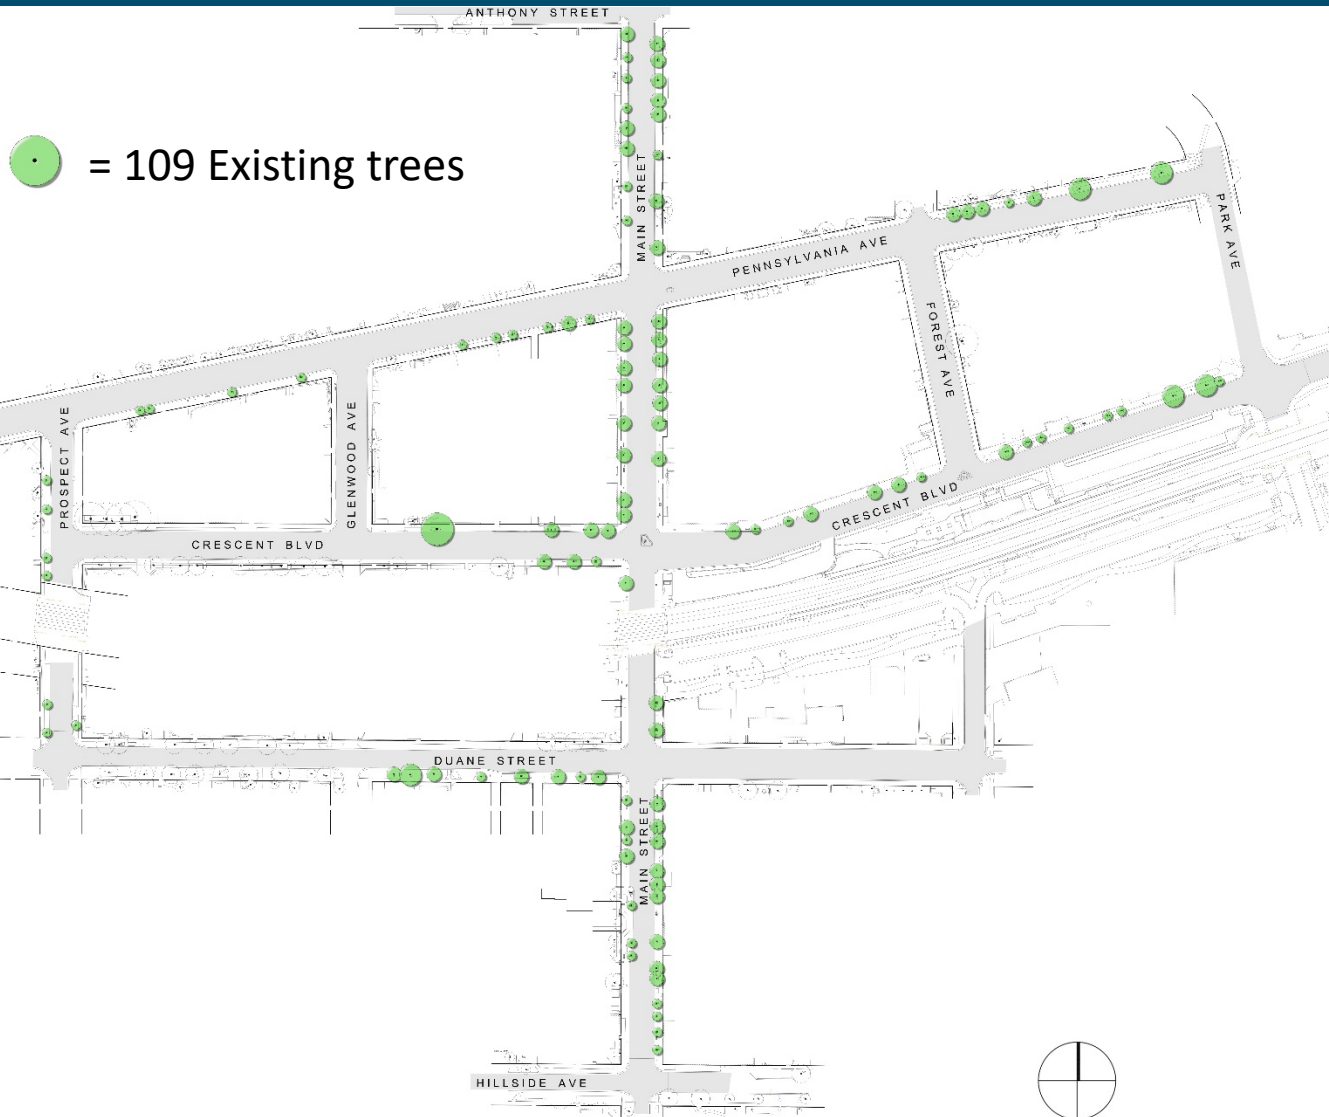 ANTHONY STREET
= 109 Existing trees
MAIN STREET
PARK AVE
PENNSYLVANIA AVE
FOREST AVE
PROSPECT AVE
GLENWOOD AVE
CRESCENT BLVD
CRESCENT BLVD
DUANE STREET
MAIN STREET
HILLSIDE AVE